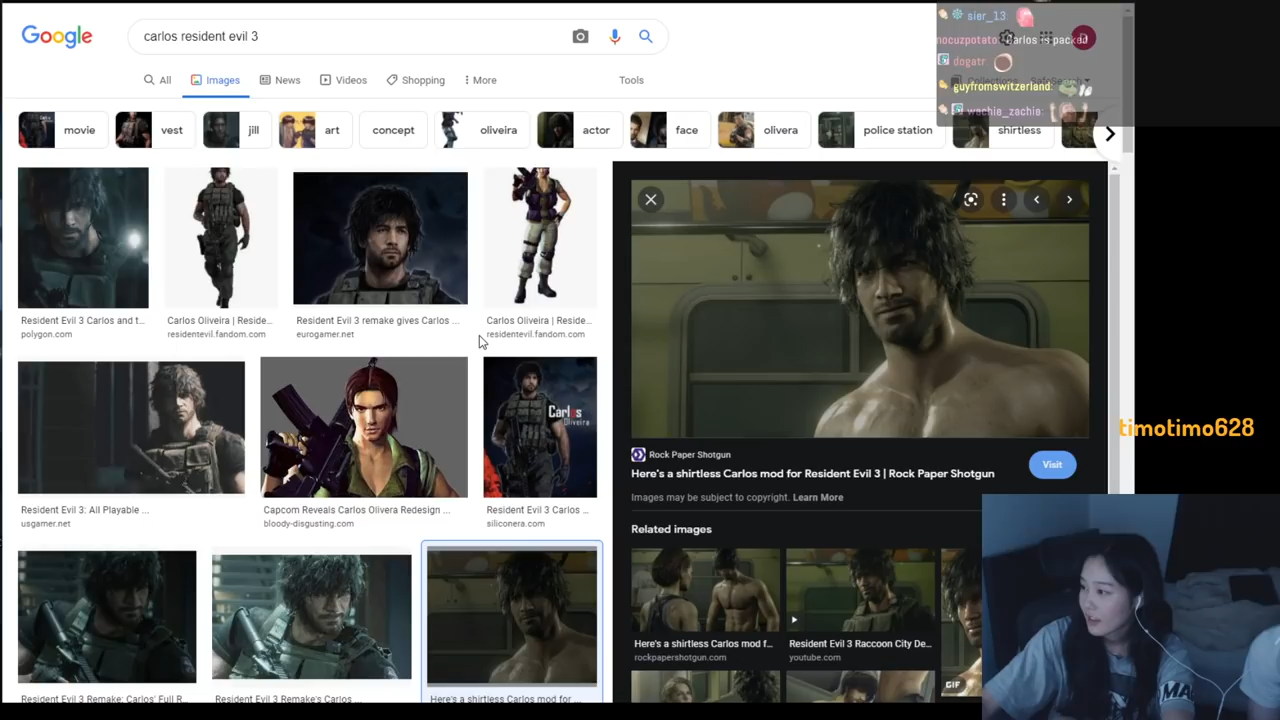 Google
carlos resident evil 3
All
Images
News
Videos
Shopping
More
Tools
Collections
SafeSearch
sier_13:
nocuzpotato: Carlos is packed
dogatr:
guyfromswitzerland:
wachie_zachie:
movie
vest
jill
art
concept
oliveira
actor
face
olivera
police station
shirtless
Resident Evil 3 Carlos and t...
polygon.com
Carlos Oliveira | Reside...
residentevil.fandom.com
Resident Evil 3 remake gives Carlos ...
eurogamer.net
Carlos Oliveira | Reside...
residentevil.fandom.com
Resident Evil 3: All Playable ...
usgamer.net
Capcom Reveals Carlos Olivera Redesign ...
bloody-disgusting.com
Carlos
Oliveira
Resident Evil 3 Carlos ...
siliconera.com
Resident Evil 3 Remake: Carlos' Full R...
Resident Evil 3 Remake's Carlos ...
Here's a shirtless Carlos mod for ...
Rock Paper Shotgun
Here's a shirtless Carlos mod for Resident Evil 3 | Rock Paper Shotgun
Visit
Images may be subject to copyright. Learn More
Related images
Here's a shirtless Carlos mod f...
rockpapershotgun.com
Resident Evil 3 Raccoon City De...
youtube.com
GIF
timotimo628